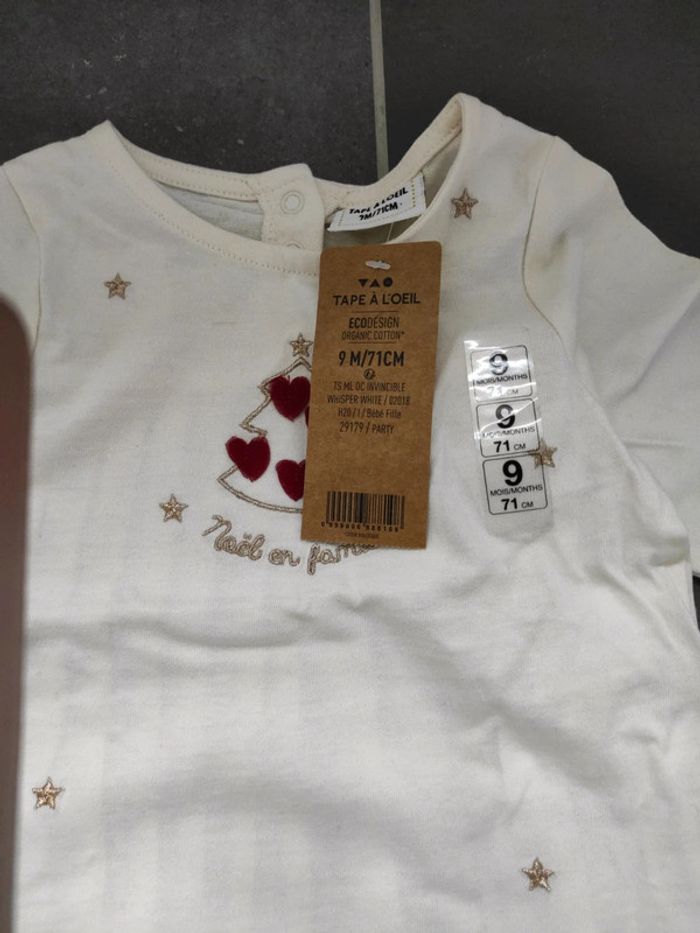 TAPE À L'OEIL
9M/71CM
TAPE À L'OEIL
ECODESIGN
ORGANIC COTTON*
9 M/71CM
TS ML OC INVINCIBLE
WHISPER WHITE / 02018
H20 / 1 / Bébé Fille
29179 / PARTY
9
MOIS/MONTHS
71 CM
9
MOIS/MONTHS
71 CM
9
MOIS/MONTHS
71 CM
Noël en fam